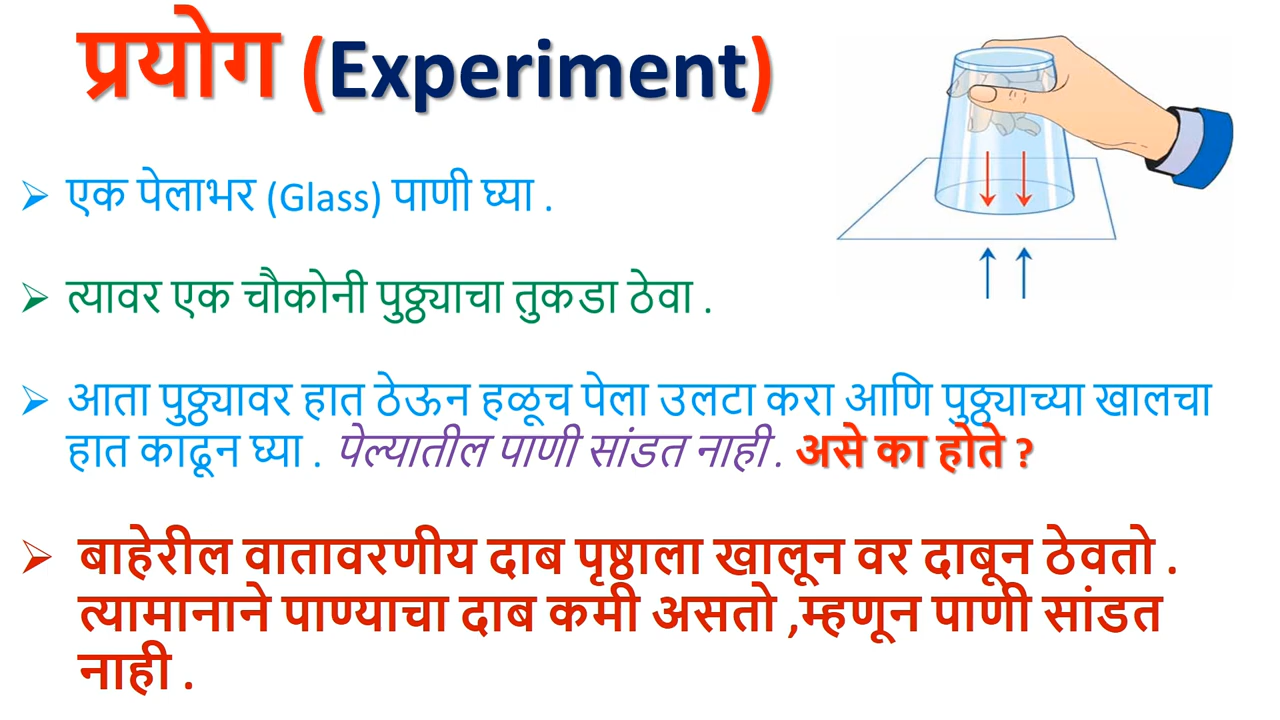 प्रयोग (Experiment)
➢ एक पेलाभर (Glass) पाणी घ्या .
➢ त्यावर एक चौकोनी पुठ्ठ्याचा तुकडा ठेवा .
➢ आता पुठ्ठ्यावर हात ठेऊन हळूच पेला उलटा करा आणि पुठ्ठ्याच्या खालचा
हात काढून घ्या . पेल्यातील पाणी सांडत नाही . असे का होते ?
➢ बाहेरील वातावरणीय दाब पृष्ठाला खालून वर दाबून ठेवतो .
त्यामानाने पाण्याचा दाब कमी असतो ,म्हणून पाणी सांडत
नाही .